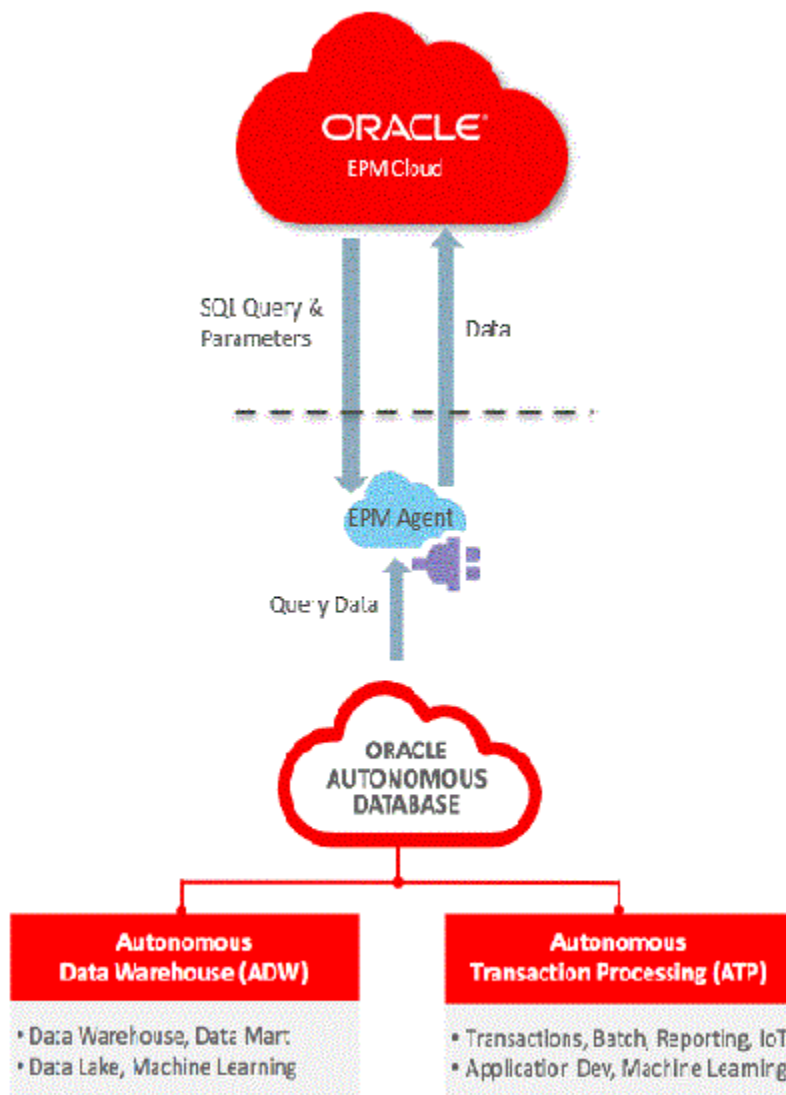 ORACLE®
EPM Cloud
SQL Query &
Parameters
Data
EPM Agent
Query Data
ORACLE
AUTONOMOUS
DATABASE
Autonomous
Data Warehouse (ADW)
• Data Warehouse, Data Mart
• Data Lake, Machine Learning
Autonomous
Transaction Processing (ATP)
• Transactions, Batch, Reporting, IoT
• Application Dev, Machine Learning